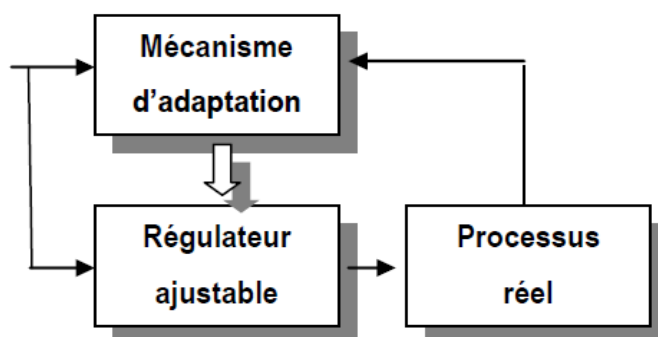 Mécanisme
d'adaptation
Régulateur
ajustable
Processus
réel